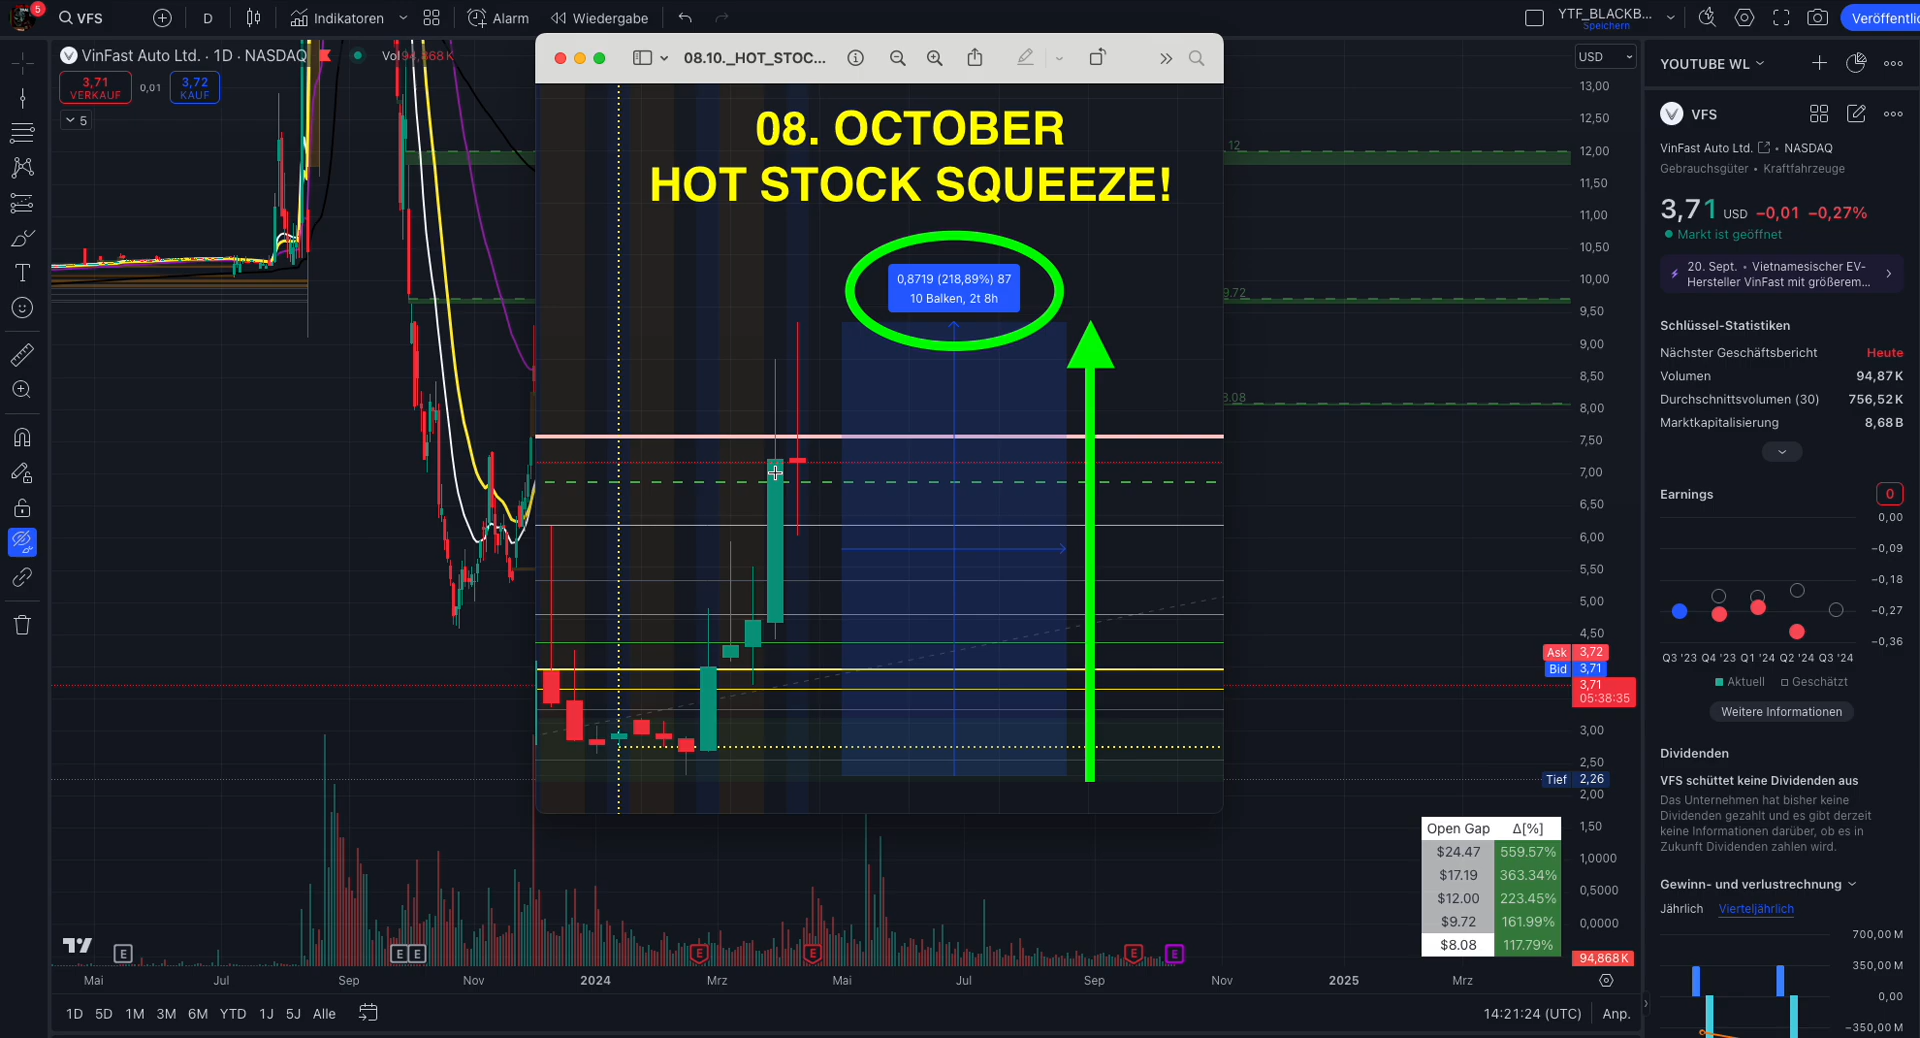 5
VFS
D
Indikatoren
Alarm
Wiedergabe
YTF_BLACKB...
Speichern
Veröffentlic
VinFast Auto Ltd. · 1D · NASDAQ
Vol 94,868 K
3,71
VERKAUF
0,01
3,72
KAUF
5
08.10._HOT_STOC...
08. OCTOBER
HOT STOCK SQUEEZE!
0,8719 (218,89%) 87
10 Balken, 2t 8h
12
9.72
8.08
USD
13,00
12,50
12,00
11,50
11,00
10,50
10,00
9,50
9,00
8,50
8,00
7,50
7,00
6,50
6,00
5,50
5,00
4,50
Ask 3,72
Bid 3,71
3,71
05:38:35
3,00
2,50
Tief 2,26
2,00
1,50
1,0000
0,5000
0,0000
94,868 K
Open Gap Δ[%]
$24.47 559.57%
$17.19 363.34%
$12.00 223.45%
$9.72 161.99%
$8.08 117.79%
E
E
E
E
E
E
E
Mai
Jul
Sep
Nov
2024
Mrz
Mai
Jul
Sep
Nov
2025
Mrz
1D 5D 1M 3M 6M YTD 1J 5J Alle
14:21:24 (UTC)
Anp.
YOUTUBE WL
VFS
VinFast Auto Ltd. • NASDAQ
Gebrauchsgüter • Kraftfahrzeuge
3,71 USD −0,01 −0,27%
Markt ist geöffnet
20. Sept. • Vietnamesischer EV-
Hersteller VinFast mit größerem...
Schlüssel-Statistiken
Nächster Geschäftsbericht Heute
Volumen 94,87 K
Durchschnittsvolumen (30) 756,52 K
Marktkapitalisierung 8,68 B
Earnings 0
0,00
−0,09
−0,18
−0,27
−0,36
Q3 '23 Q4 '23 Q1 '24 Q2 '24 Q3 '24
Aktuell Geschätzt
Weitere Informationen
Dividenden
VFS schüttet keine Dividenden aus
Das Unternehmen hat bisher keine
Dividenden gezahlt und es gibt derzeit
keine Informationen darüber, ob es in
Zukunft Dividenden zahlen wird.
Gewinn- und verlustrechnung
Jährlich Vierteljährlich
700,00 M
350,00 M
0,00
−350,00 M